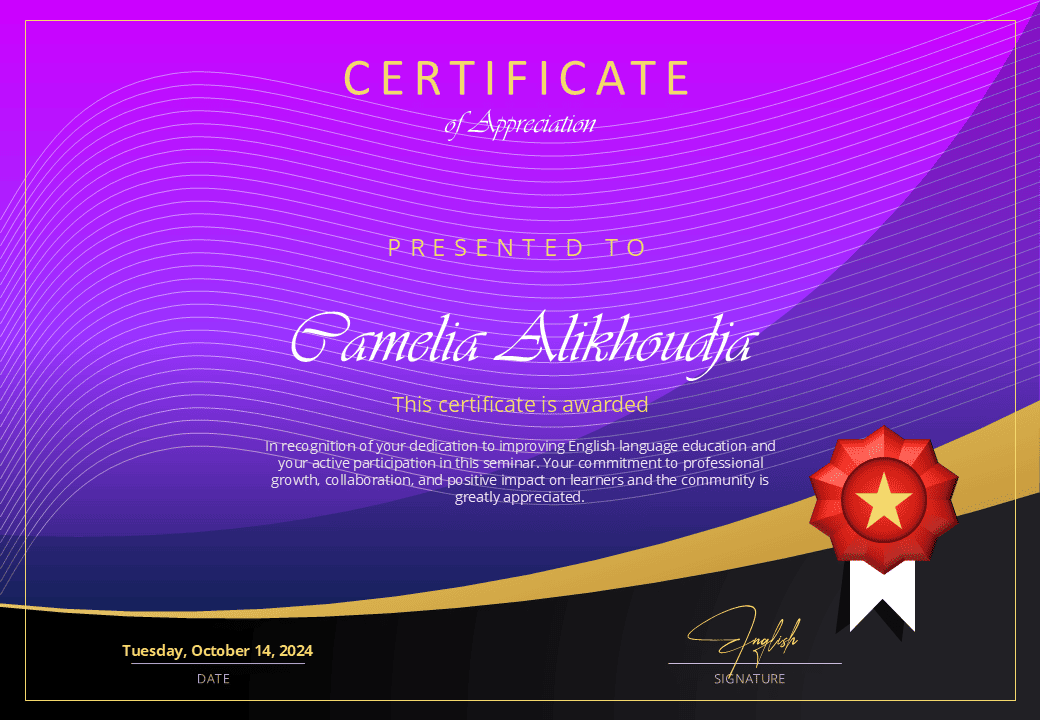 CERTIFICATE
of Appreciation
PRESENTED TO
Camelia Alikhoudja
This certificate is awarded
In recognition of your dedication to improving English language education and
your active participation in this seminar. Your commitment to professional
growth, collaboration, and positive impact on learners and the community is
greatly appreciated.
Tuesday, October 14, 2024
DATE
English
SIGNATURE